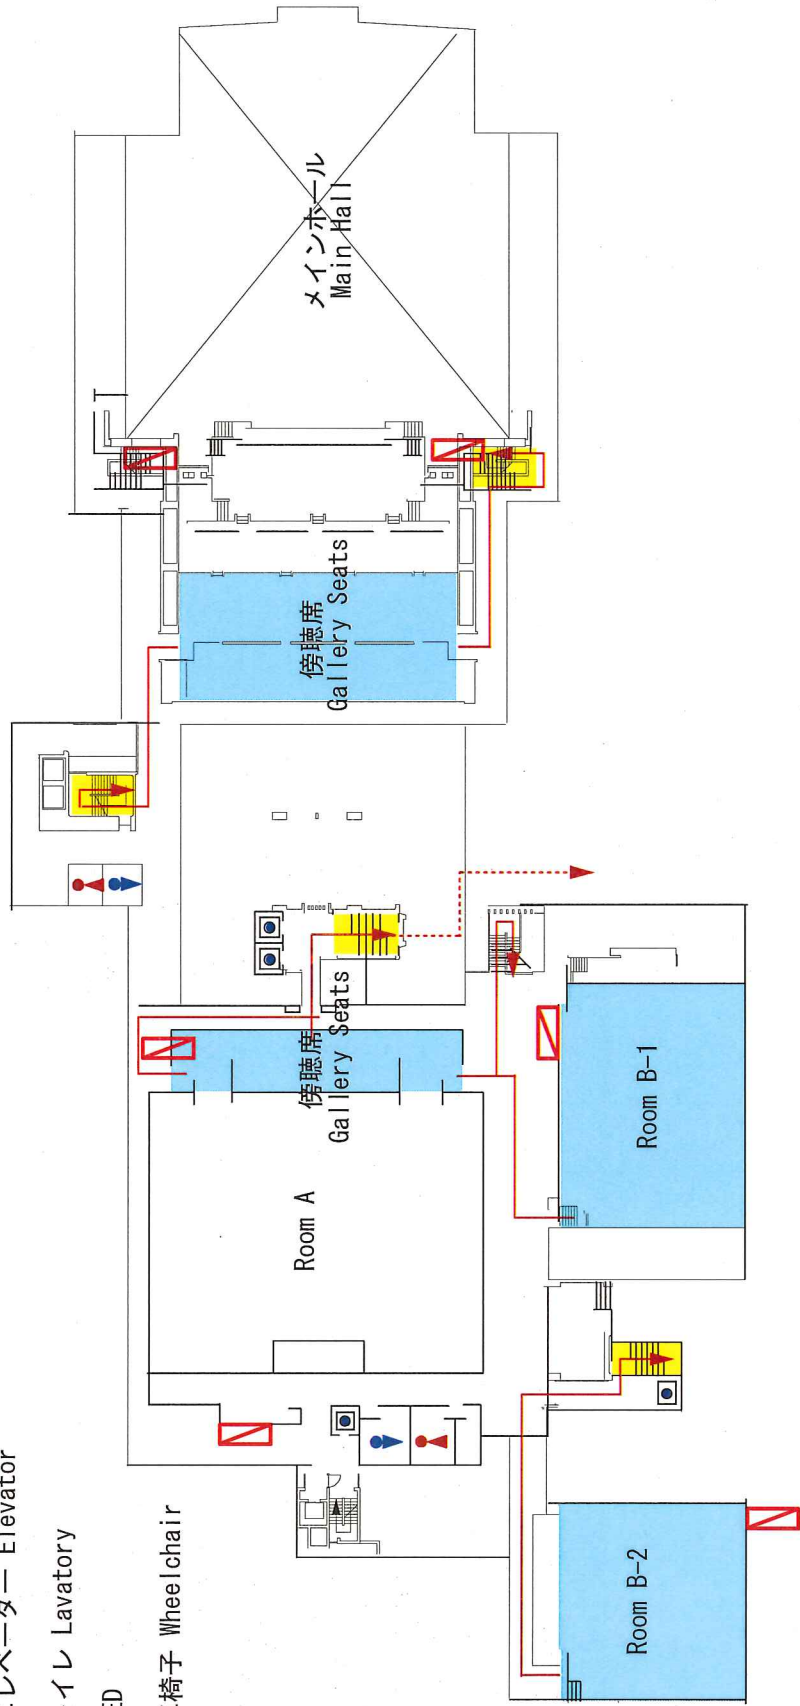 レベーター Elevator
イレ Lavatory
ED
椅子 Wheelchair
メインホール
Main Hall
傍聴席
Gallery Seats
傍聴席
Gallery Seats
Room A
Room B-1
Room B-2